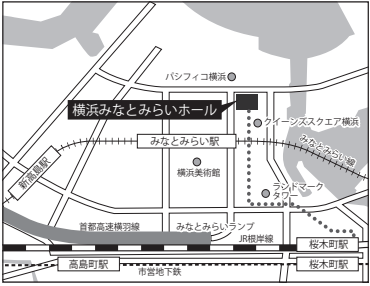 パシフィコ横浜
横浜みなとみらいホール
クイーンズスクエア横浜
みなとみらい駅
みなとみらい線
新高島駅
横浜美術館
ランドマーク
タワー
首都高速横羽線
みなとみらいランプ
JR根岸線
桜木町駅
高島町駅
市営地下鉄
桜木町駅